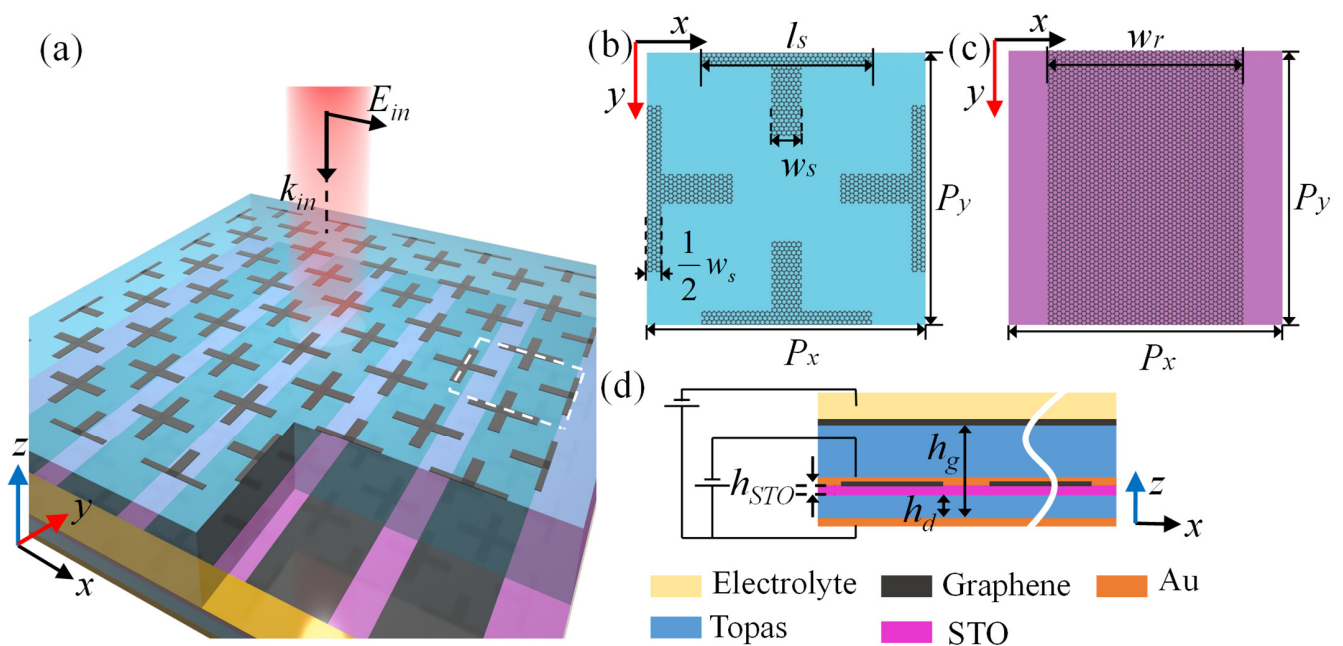 (a)
E_in
k_in
z
y
x
(b)
x
y
l_s
w_s
1/2 w_s
P_y
P_x
(c)
x
y
w_r
P_y
P_x
(d)
h_g
h_STO
h_d
z
x
Electrolyte
Graphene
Au
Topas
STO